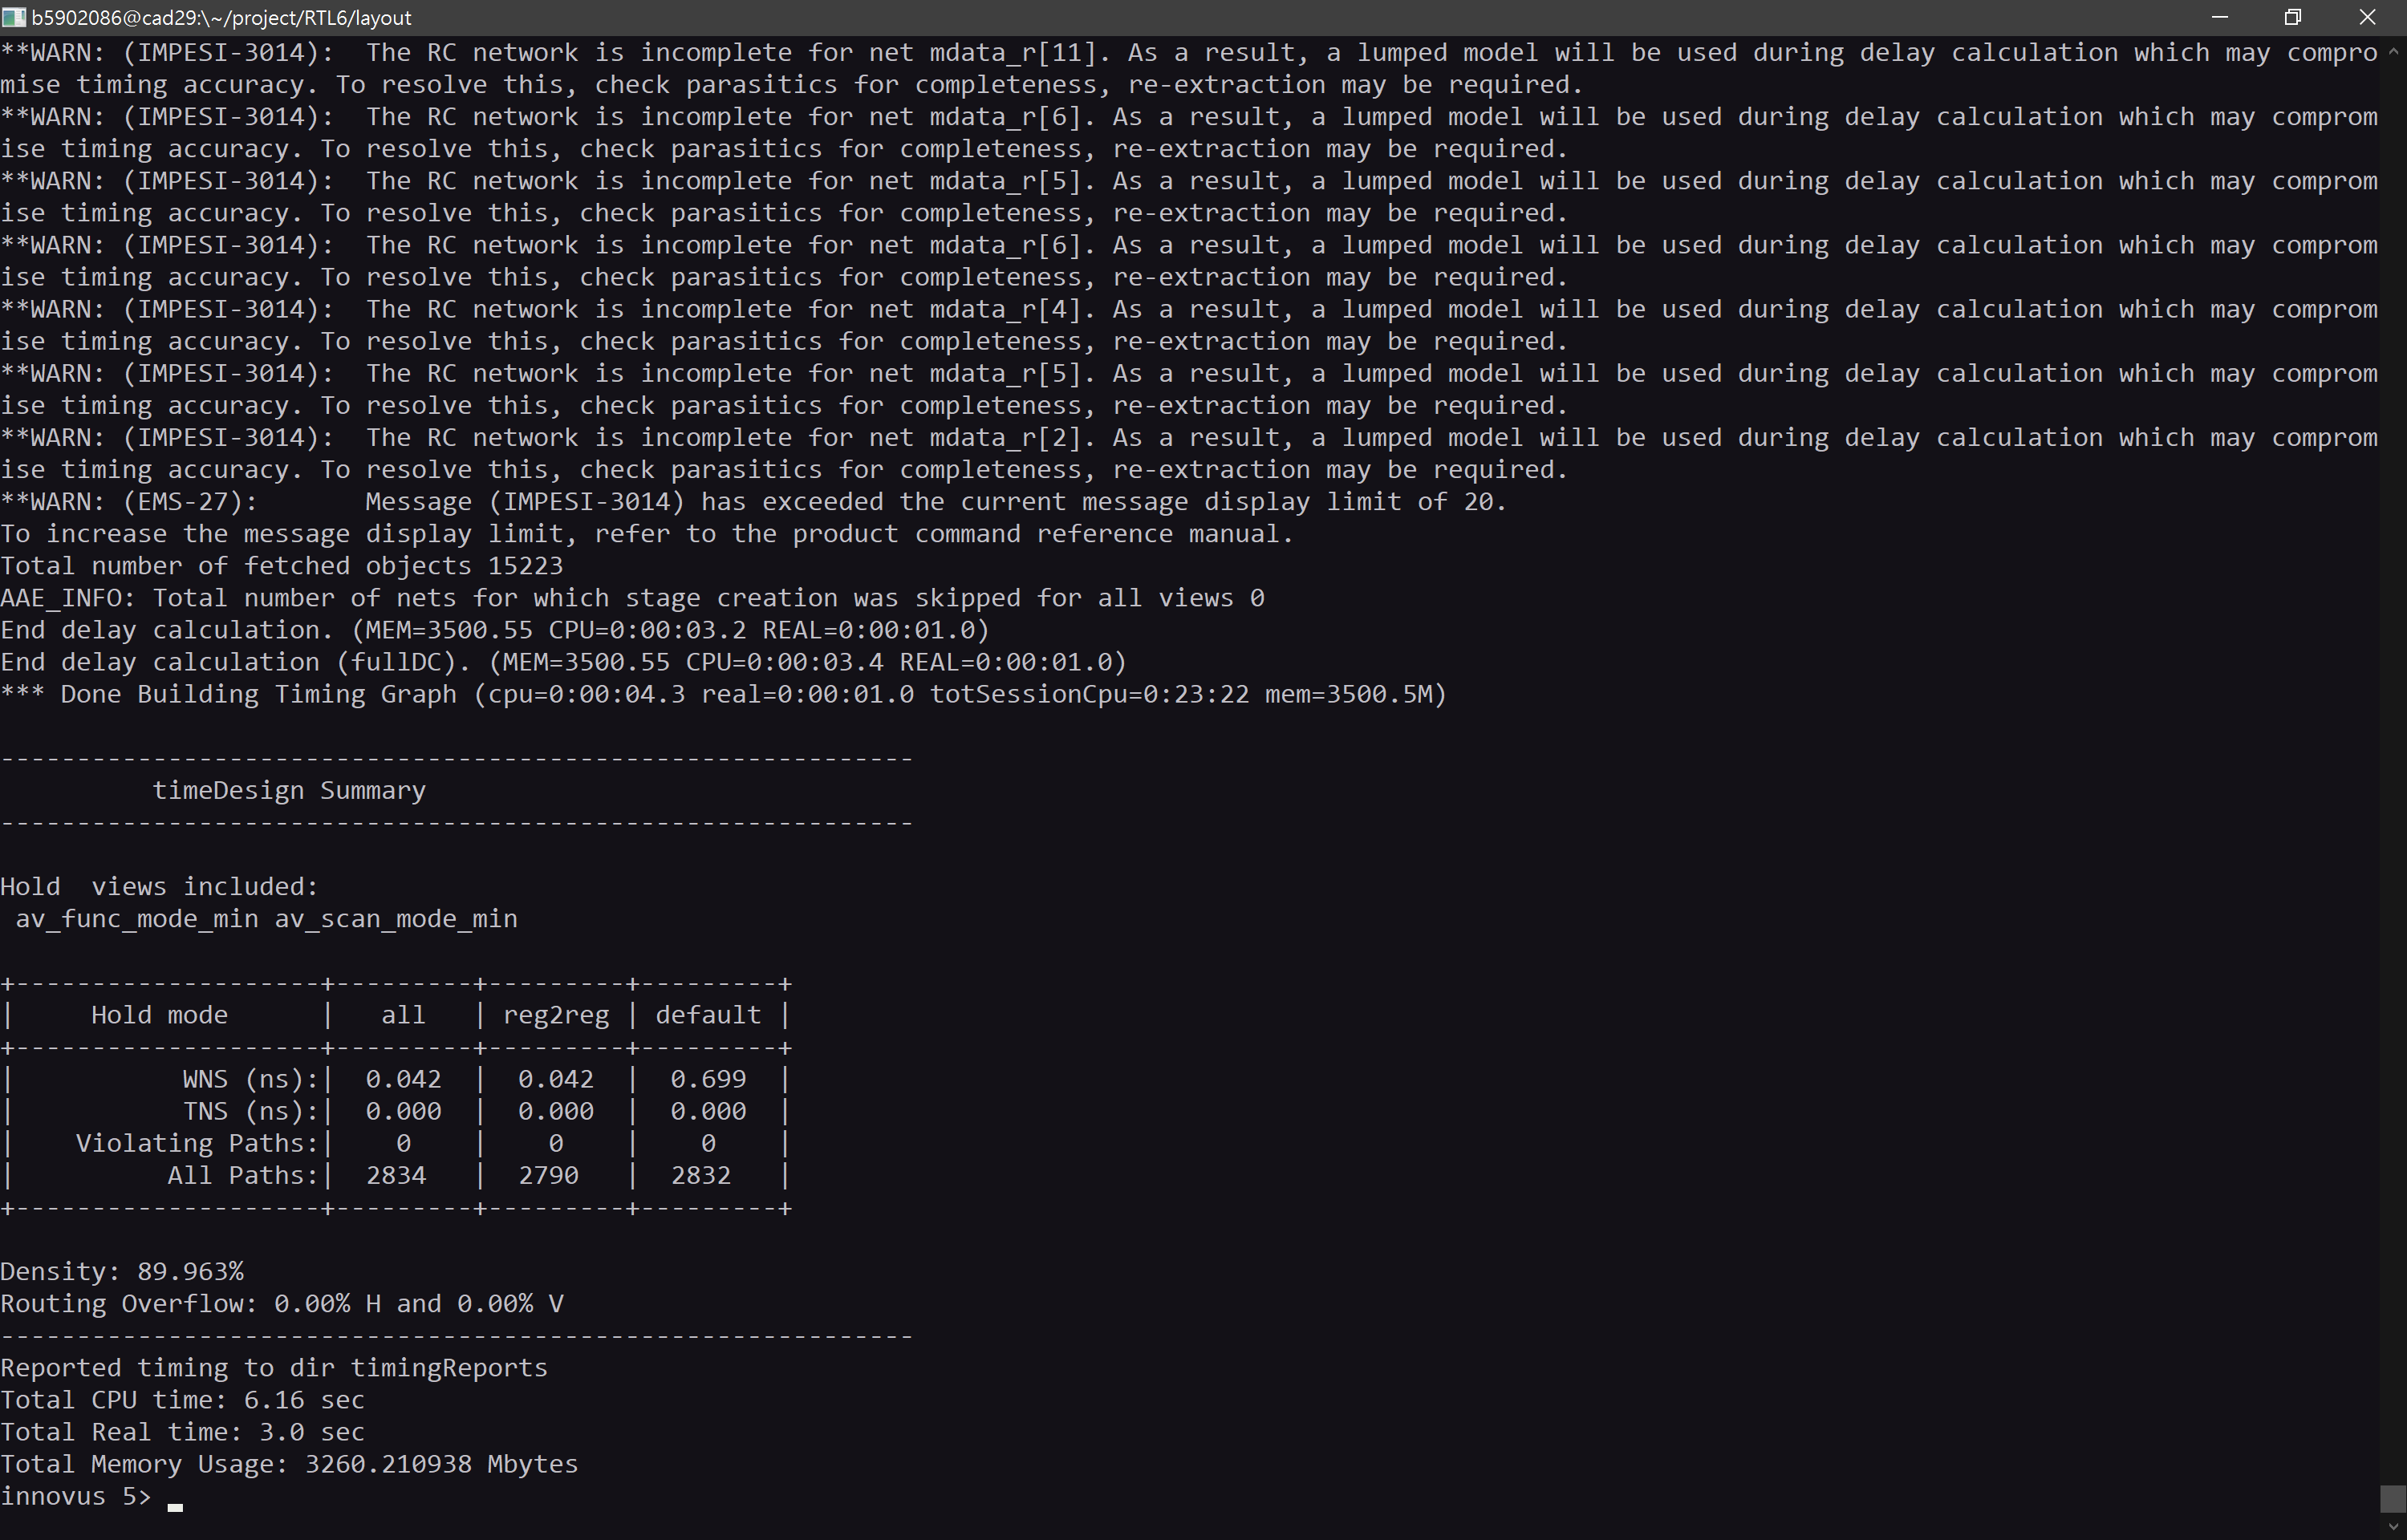 b5902086@cad29:\~/project/RTL6/layout
**WARN: (IMPESI-3014):  The RC network is incomplete for net mdata_r[11]. As a result, a lumped model will be used during delay calculation which may compro
mise timing accuracy. To resolve this, check parasitics for completeness, re-extraction may be required.
**WARN: (IMPESI-3014):  The RC network is incomplete for net mdata_r[6]. As a result, a lumped model will be used during delay calculation which may comprom
ise timing accuracy. To resolve this, check parasitics for completeness, re-extraction may be required.
**WARN: (IMPESI-3014):  The RC network is incomplete for net mdata_r[5]. As a result, a lumped model will be used during delay calculation which may comprom
ise timing accuracy. To resolve this, check parasitics for completeness, re-extraction may be required.
**WARN: (IMPESI-3014):  The RC network is incomplete for net mdata_r[6]. As a result, a lumped model will be used during delay calculation which may comprom
ise timing accuracy. To resolve this, check parasitics for completeness, re-extraction may be required.
**WARN: (IMPESI-3014):  The RC network is incomplete for net mdata_r[4]. As a result, a lumped model will be used during delay calculation which may comprom
ise timing accuracy. To resolve this, check parasitics for completeness, re-extraction may be required.
**WARN: (IMPESI-3014):  The RC network is incomplete for net mdata_r[5]. As a result, a lumped model will be used during delay calculation which may comprom
ise timing accuracy. To resolve this, check parasitics for completeness, re-extraction may be required.
**WARN: (IMPESI-3014):  The RC network is incomplete for net mdata_r[2]. As a result, a lumped model will be used during delay calculation which may comprom
ise timing accuracy. To resolve this, check parasitics for completeness, re-extraction may be required.
**WARN: (EMS-27):       Message (IMPESI-3014) has exceeded the current message display limit of 20.
To increase the message display limit, refer to the product command reference manual.
Total number of fetched objects 15223
AAE_INFO: Total number of nets for which stage creation was skipped for all views 0
End delay calculation. (MEM=3500.55 CPU=0:00:03.2 REAL=0:00:01.0)
End delay calculation (fullDC). (MEM=3500.55 CPU=0:00:03.4 REAL=0:00:01.0)
*** Done Building Timing Graph (cpu=0:00:04.3 real=0:00:01.0 totSessionCpu=0:23:22 mem=3500.5M)
------------------------------------------------------------
          timeDesign Summary
------------------------------------------------------------
Hold  views included:
 av_func_mode_min av_scan_mode_min
+--------------------+---------+---------+---------+
|     Hold mode      |   all   | reg2reg | default |
+--------------------+---------+---------+---------+
|           WNS (ns):|  0.042  |  0.042  |  0.699  |
|           TNS (ns):|  0.000  |  0.000  |  0.000  |
|    Violating Paths:|    0    |    0    |    0    |
|          All Paths:|  2834   |  2790   |  2832   |
+--------------------+---------+---------+---------+
Density: 89.963%
Routing Overflow: 0.00% H and 0.00% V
------------------------------------------------------------
Reported timing to dir timingReports
Total CPU time: 6.16 sec
Total Real time: 3.0 sec
Total Memory Usage: 3260.210938 Mbytes
innovus 5>